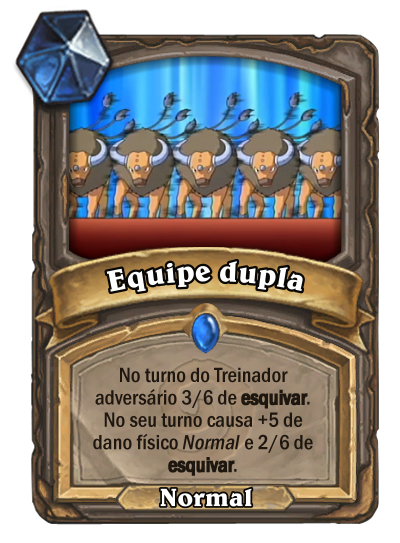 Equipe dupla
No turno do Treinador
adversário 3/6 de esquivar.
No seu turno causa +5 de
dano físico Normal e 2/6 de
esquivar.
Normal